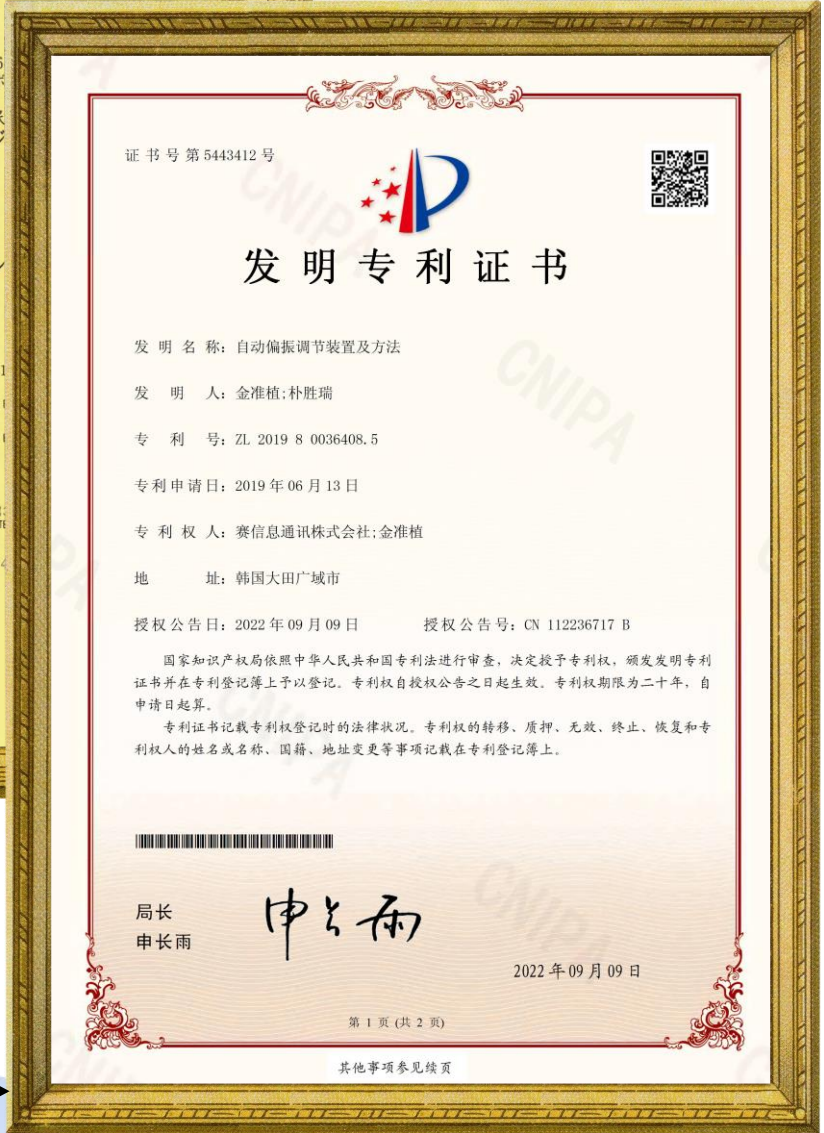 证书号第5443412号
发明专利证书
发明名称：自动偏振调节装置及方法
发明人：金准植;朴胜瑞
专利号：ZL 2019 8 0036408.5
专利申请日：2019年06月13日
专利权人：赛信息通讯株式会社;金准植
地址：韩国大田广域市
授权公告日：2022年09月09日 授权公告号：CN 112236717 B
国家知识产权局依照中华人民共和国专利法进行审查，决定授予专利权，颁发发明专利
证书并在专利登记簿上予以登记。专利权自授权公告之日起生效。专利权期限为二十年，自
申请日起算。
专利证书记载专利权登记时的法律状况。专利权的转移、质押、无效、终止、恢复和专
利权人的姓名或名称、国籍、地址变更等事项记载在专利登记簿上。
局长
申长雨
申长雨
2022年09月09日
第 1 页 (共 2 页)
其他事项参见续页
CNIPA
CNIPA
CNIPA
CNIPA